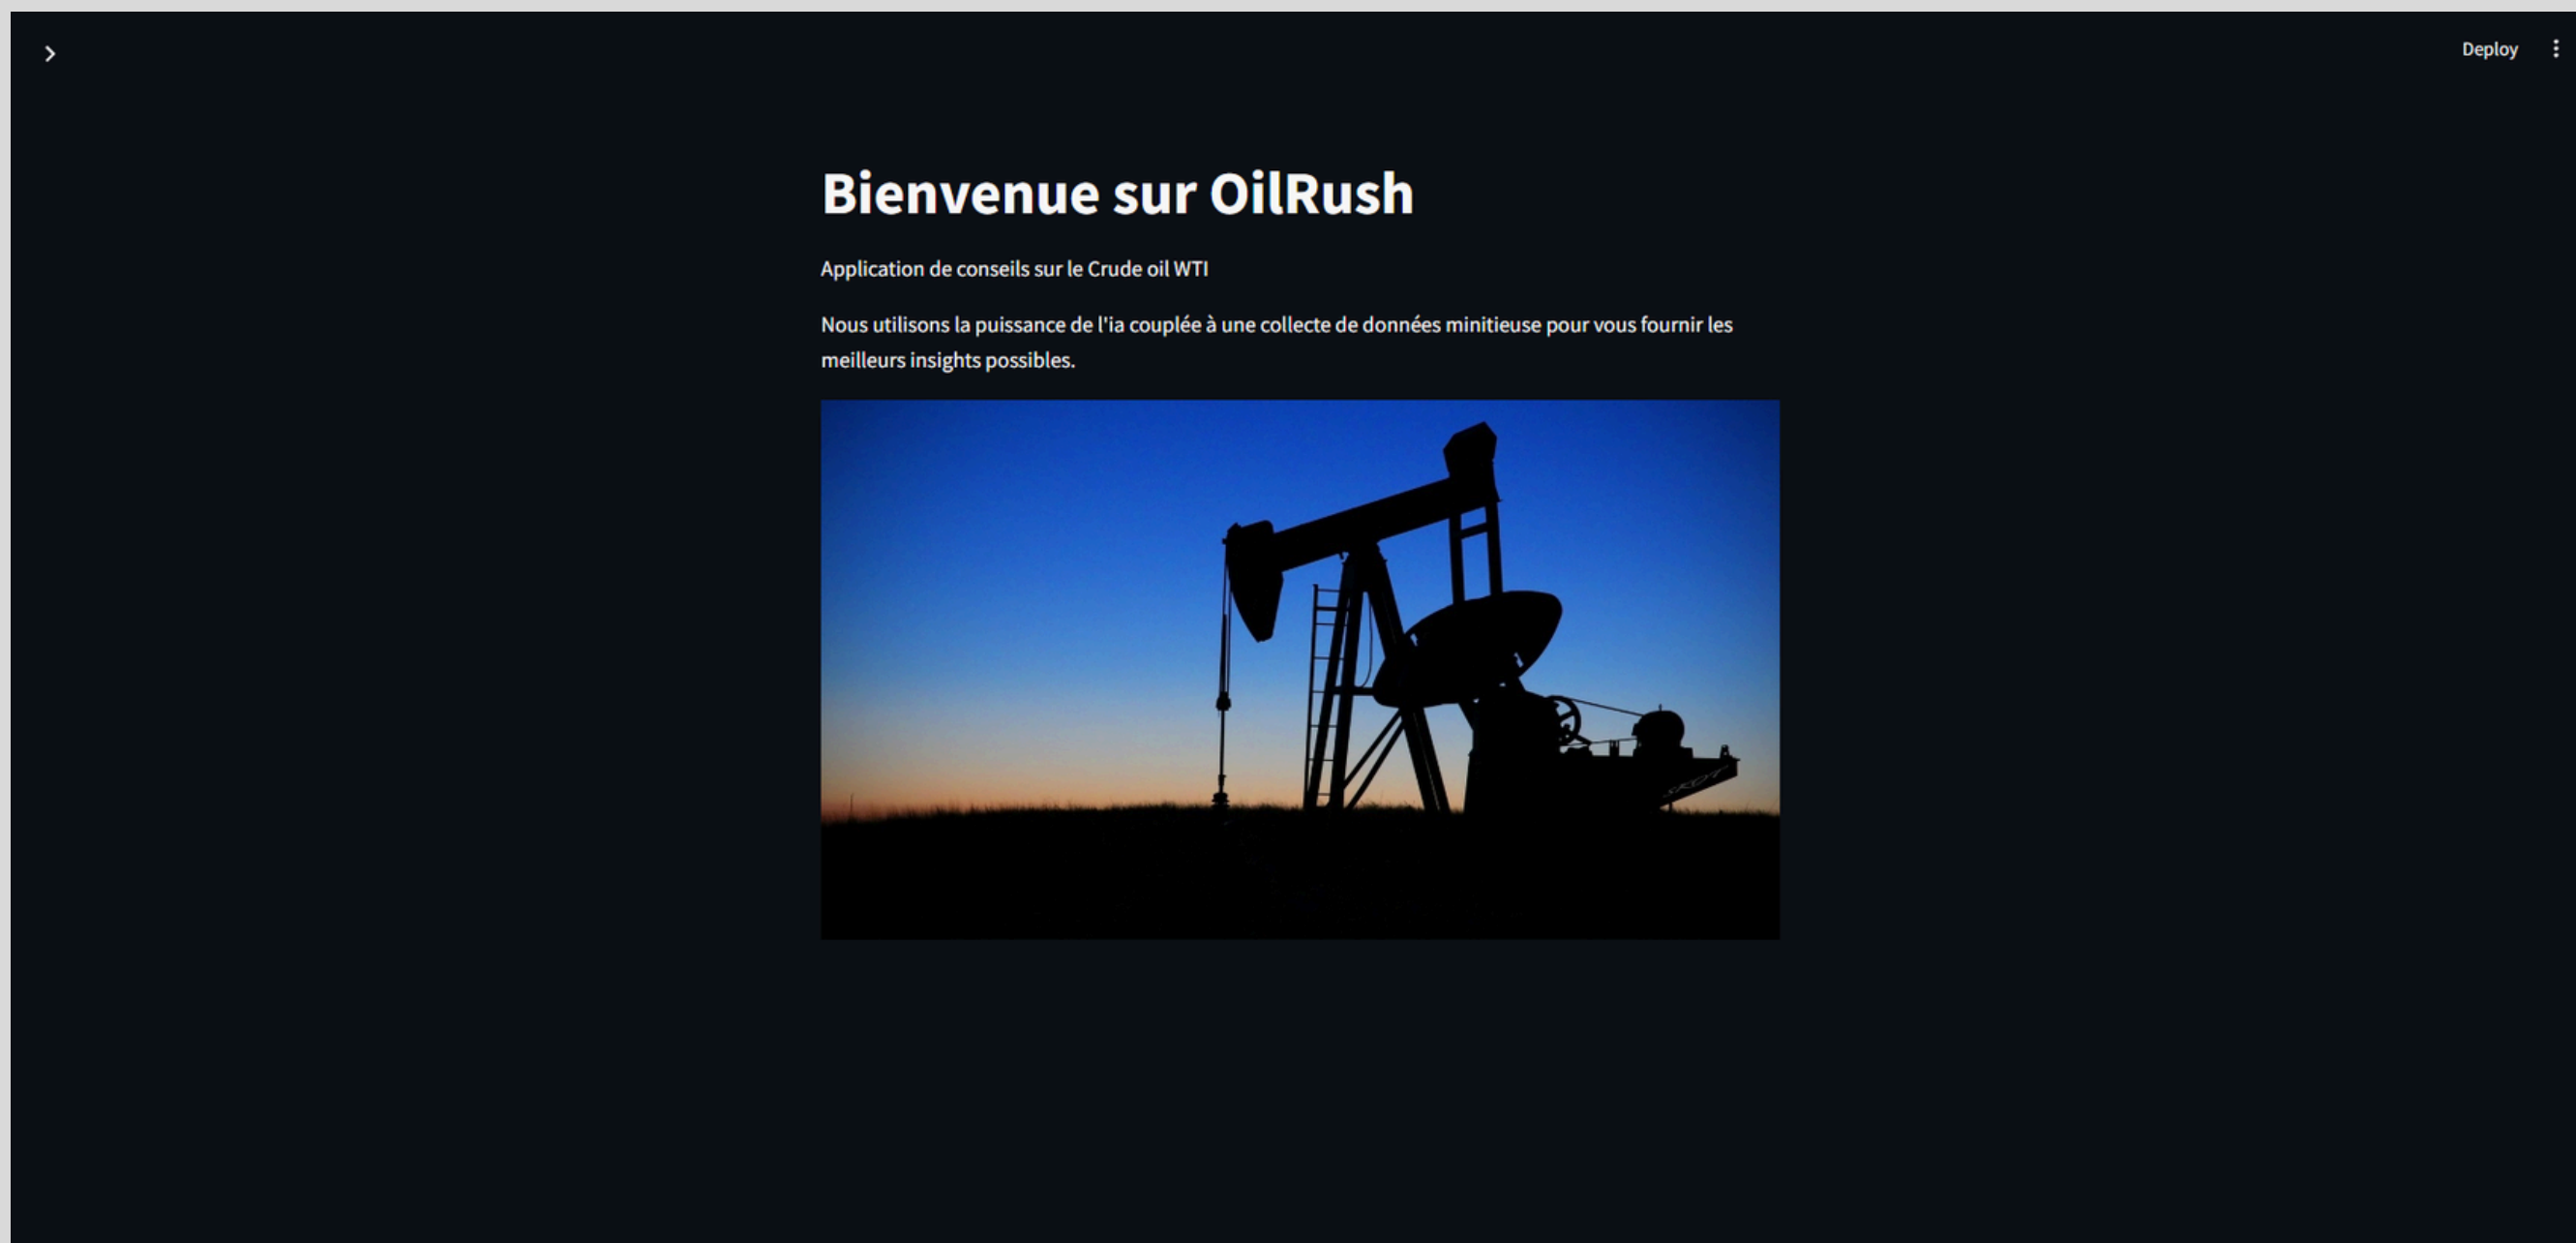 Deploy
Bienvenue sur OilRush
Application de conseils sur le Crude oil WTI
Nous utilisons la puissance de l'ia couplée à une collecte de données minitieuse pour vous fournir les
meilleurs insights possibles.